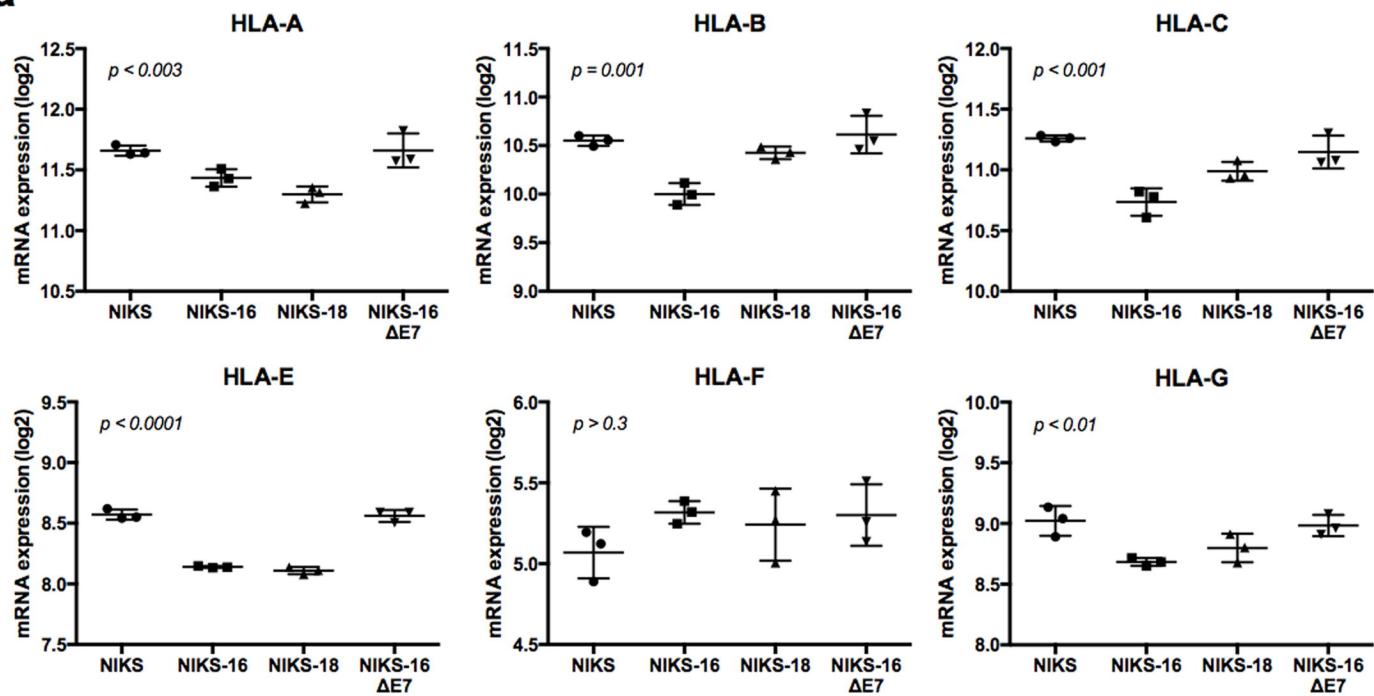 a
HLA-A
mRNA expression (log2)
12.5
12.0
11.5
11.0
10.5
p < 0.003
NIKS NIKS-16 NIKS-18 NIKS-16
ΔE7
HLA-B
mRNA expression (log2)
11.5
11.0
10.5
10.0
9.5
9.0
p = 0.001
NIKS NIKS-16 NIKS-18 NIKS-16
ΔE7
HLA-C
mRNA expression (log2)
12.0
11.5
11.0
10.5
10.0
p < 0.001
NIKS NIKS-16 NIKS-18 NIKS-16
ΔE7
HLA-E
mRNA expression (log2)
9.5
9.0
8.5
8.0
7.5
p < 0.0001
NIKS NIKS-16 NIKS-18 NIKS-16
ΔE7
HLA-F
mRNA expression (log2)
6.0
5.5
5.0
4.5
p > 0.3
NIKS NIKS-16 NIKS-18 NIKS-16
ΔE7
HLA-G
mRNA expression (log2)
10.0
9.5
9.0
8.5
8.0
p < 0.01
NIKS NIKS-16 NIKS-18 NIKS-16
ΔE7